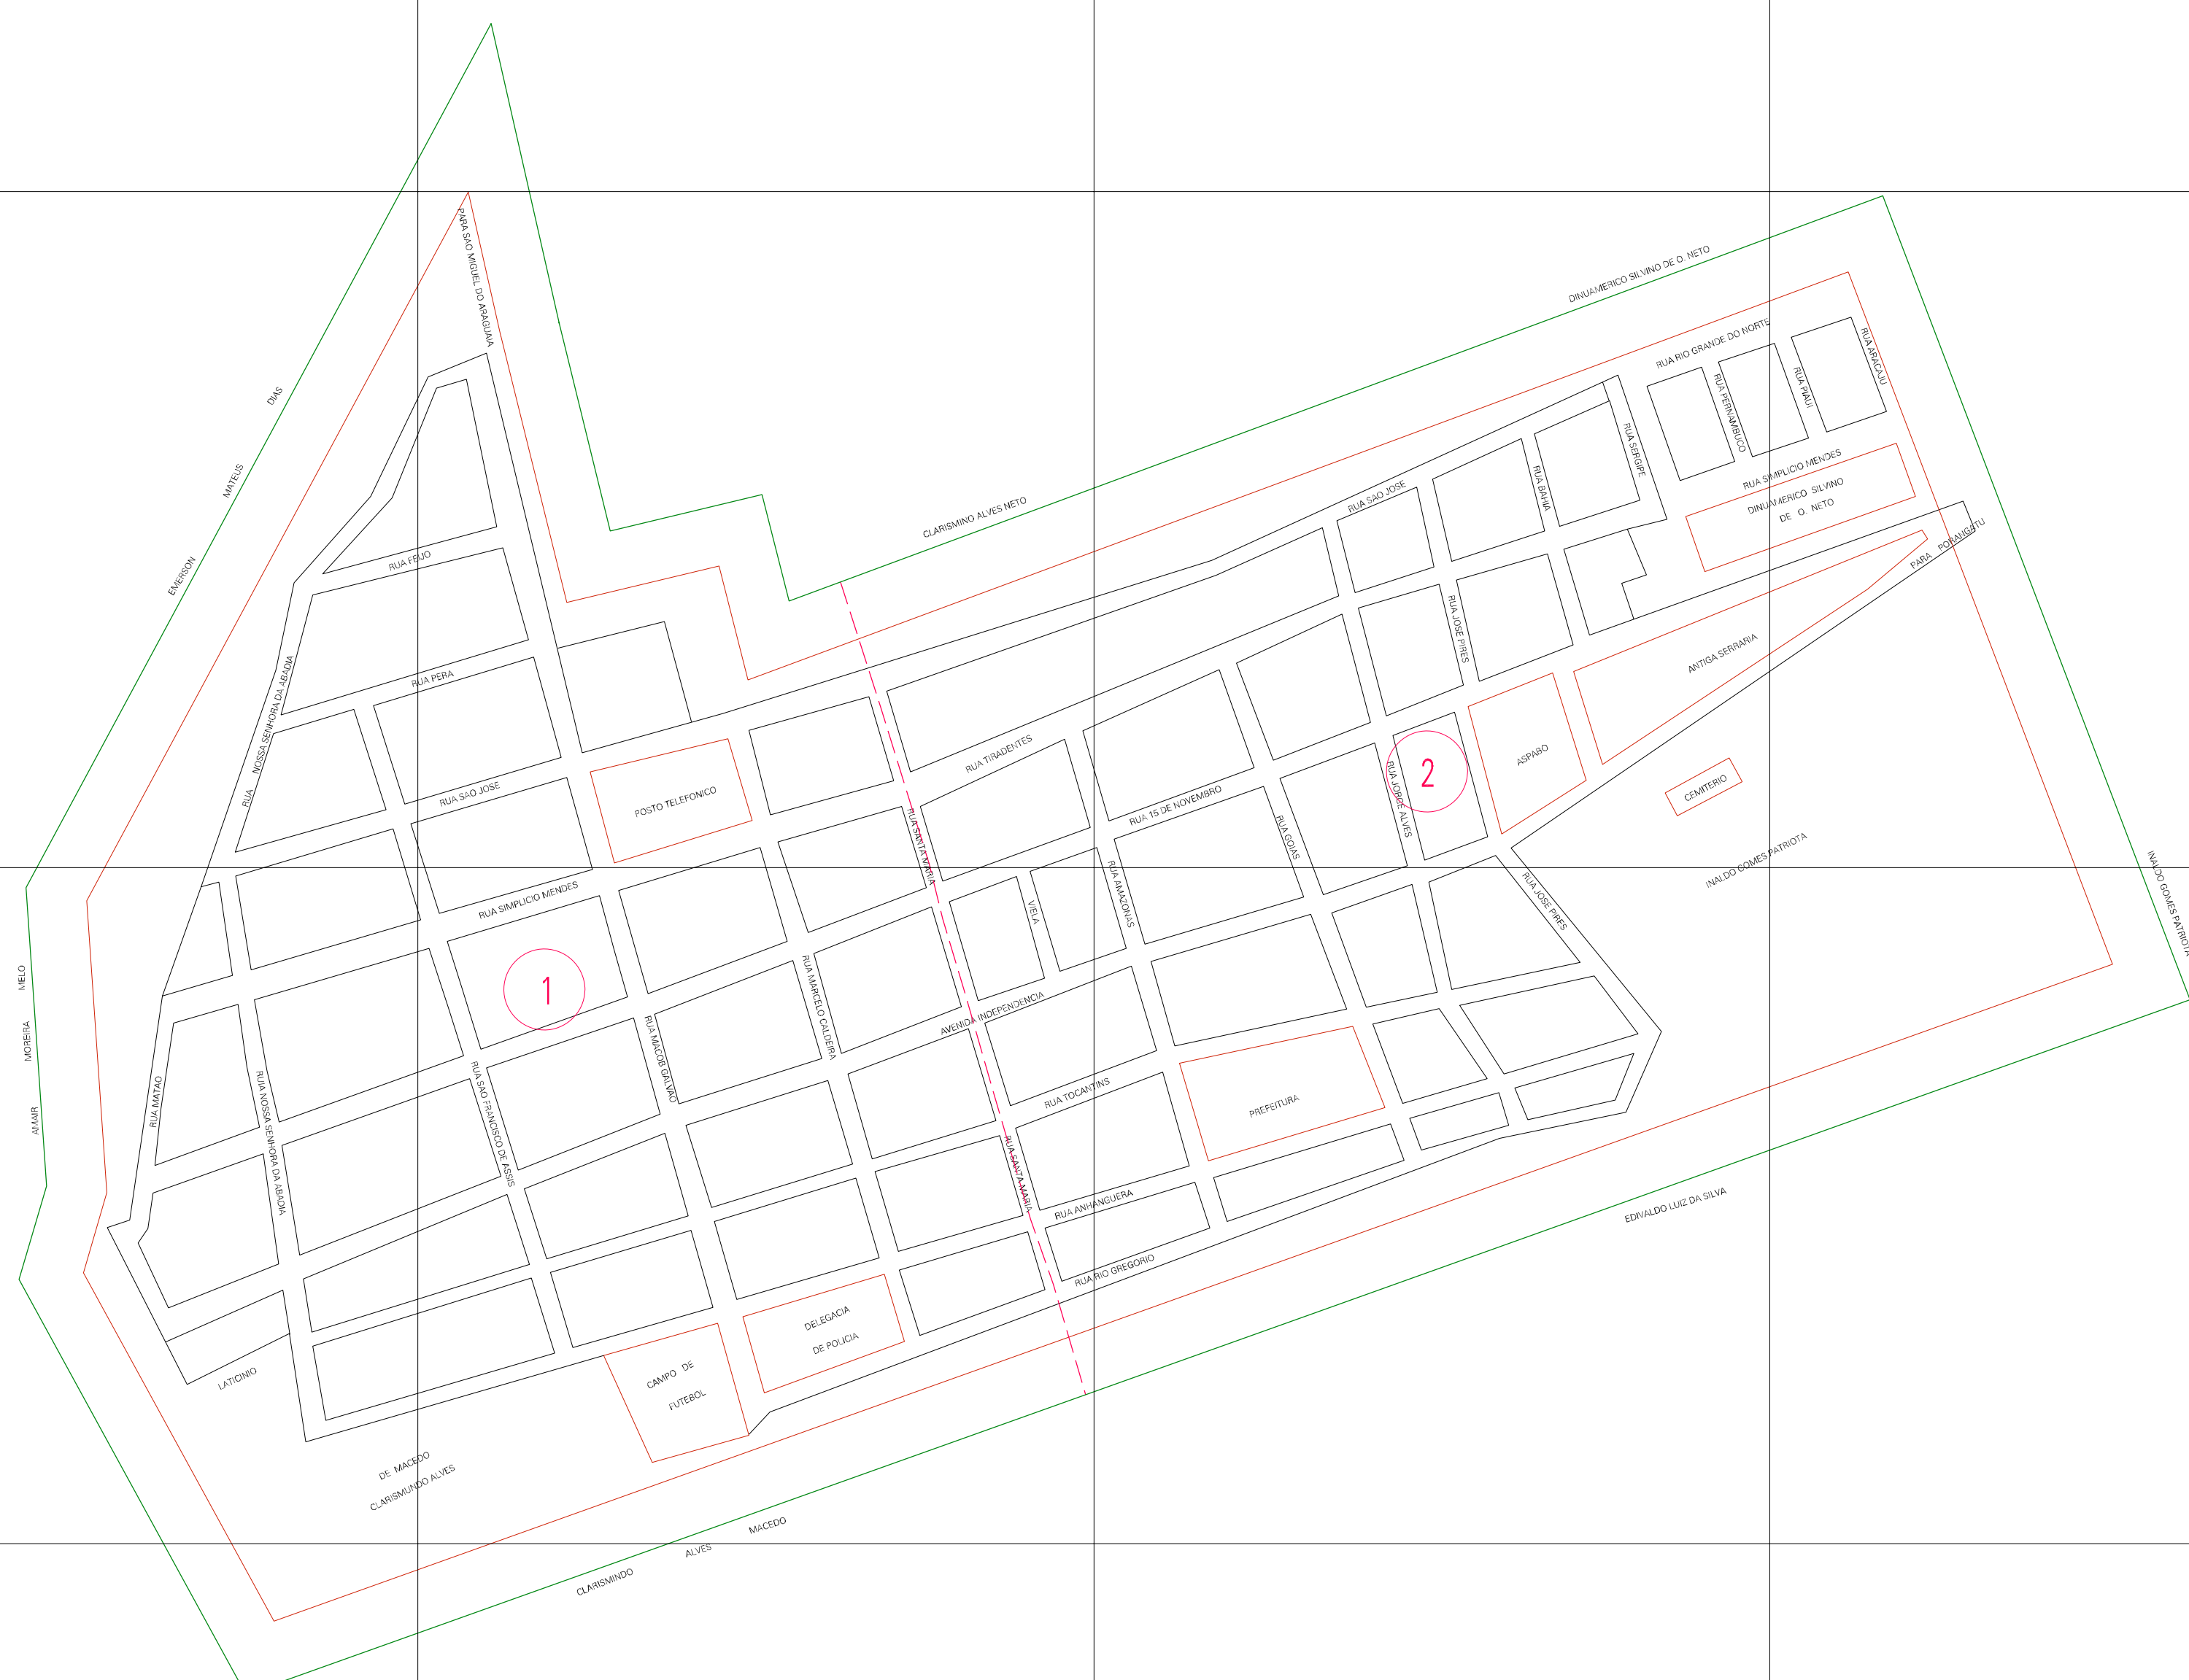 PARA SAO MIGUEL DO ARAGUAIA
DINUAMERICO SILVINO DE O. NETO
RUA RIO GRANDE DO NORTE
RUA ARACAJU
RUA PIAUI
RUA PERNAMBUCO
DIAS
MATEUS
EMERSON
RUA SERGIPE
RUA SIMPLICIO MENDES
DINUAMERICO SILVINO
DE O. NETO
CLARISMINO ALVES NETO
RUA SAO JOSE
RUA BAHIA
PARA PORANGATU
RUA FEIJO
RUA JOSE PIRES
ANTIGA SERRARIA
RUA PERA
RUA NOSSA SENHORA DA ABADIA
RUA TIRADENTES
ASPABO
2
CEMITERIO
RUA SAO JOSE
POSTO TELEFONICO
RUA 15 DE NOVEMBRO
RUA JORGE ALVES
RUA GOIAS
RUA SANTA MARIA
INALDO GOMES PATRIOTA
INALDO GOMES PATRIOTA
RUA AMAZONAS
RUA JOSE PIRES
VIELA
RUA SIMPLICIO MENDES
1
MELO
MOREIRA
AMAIR
RUA MARCELO CALDEIRA
AVENIDA INDEPENDENCIA
RUA MACOB GALVAO
RUA MATAO
RUIA NOSSA SENHORA DA ABADIA
RUA SAO FRANCISCO DE ASSIS
RUA TOCANTINS
PREFEITURA
RUA SANTA MARIA
RUA ANHANGUERA
EDIVALDO LUIZ DA SILVA
RUA RIO GREGORIO
DELEGACIA
DE POLICIA
CAMPO DE
FUTEBOL
LATICINIO
DE MACEDO
CLARISMUNDO ALVES
MACEDO
ALVES
CLARISMINDO